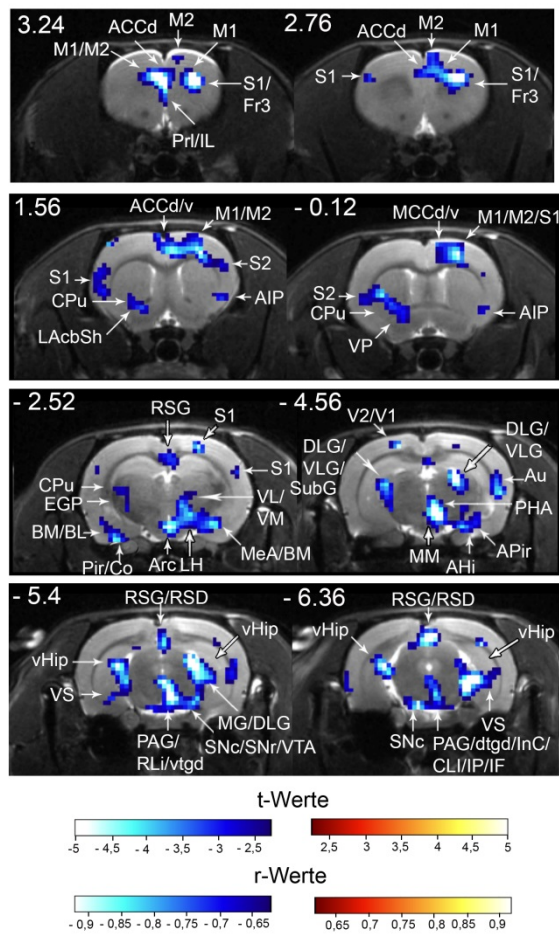 3.24
ACCd
M2
M1
M1/M2
S1/
Fr3
Prl/IL
2.76
M2
ACCd
M1
S1
S1/
Fr3
1.56
ACCd/v
M1/M2
S1
S2
CPu
AIP
LAcbSh
- 0.12
MCCd/v
M1/M2/S1
S2
CPu
AIP
VP
- 2.52
RSG
S1
S1
CPu
EGP
VL/
VM
BM/BL
MeA/BM
Pir/Co
Arc
LH
- 4.56
V2/V1
DLG/
VLG
DLG/
VLG/
SubG
Au
PHA
APir
MM
AHi
- 5.4
RSG/RSD
vHip
vHip
VS
MG/DLG
PAG/
RLi/vtgd
SNc/SNr/VTA
- 6.36
RSG/RSD
vHip
vHip
VS
SNc
PAG/dtgd/InC/
CLI/IP/IF
t-Werte
-5 - 4,5 - 4 - 3,5 - 3 - 2,5
2,5 3 3,5 4 4,5 5
r-Werte
- 0,9 - 0,85 - 0,8 - 0,75 - 0,7 - 0,65
0,65 0,7 0,75 0,8 0,85 0,9